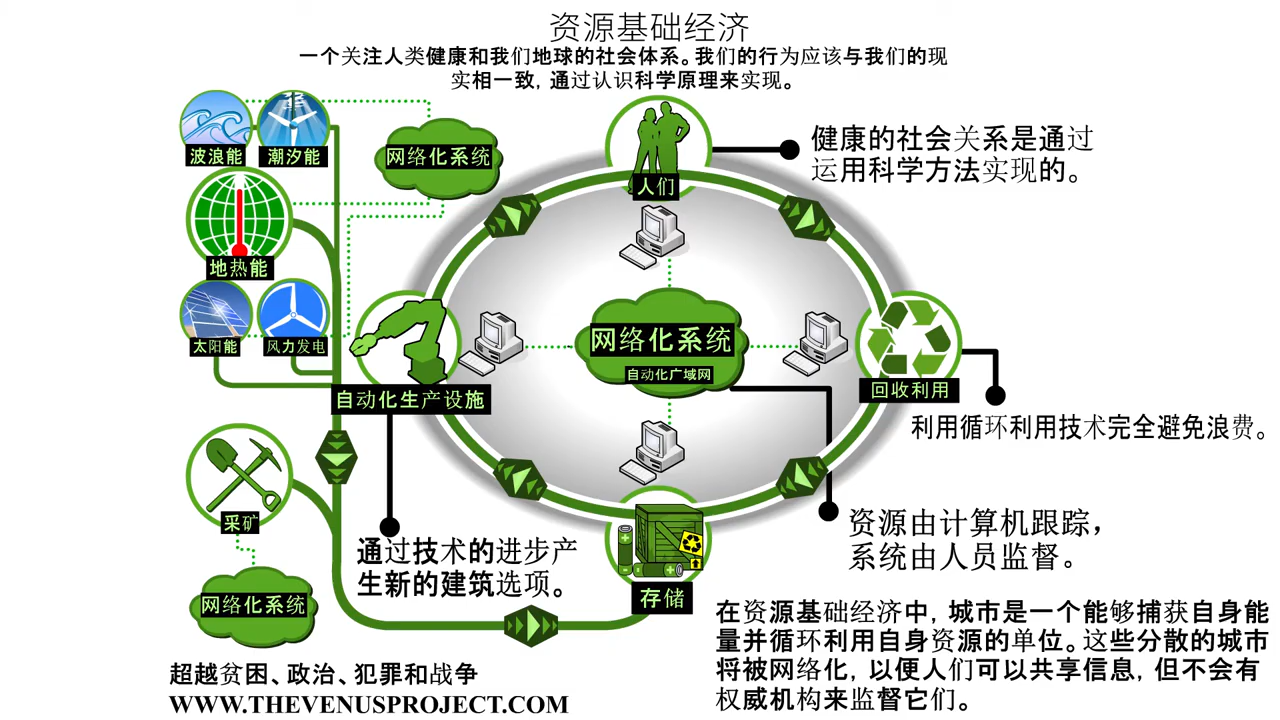 资源基础经济
一个关注人类健康和我们地球的社会体系。我们的行为应该与我们的现
实相一致，通过认识科学原理来实现。
波浪能
潮汐能
网络化系统
人们
健康的社会关系是通过
运用科学方法实现的。
地热能
太阳能
风力发电
网络化系统
自动化广域网
自动化生产设施
回收利用
利用循环利用技术完全避免浪费。
采矿
通过技术的进步产
生新的建筑选项。
资源由计算机跟踪，
系统由人员监督。
网络化系统
存储
在资源基础经济中，城市是一个能够捕获自身能
量并循环利用自身资源的单位。这些分散的城市
将被网络化，以便人们可以共享信息，但不会有
权威机构来监督它们。
超越贫困、政治、犯罪和战争
WWW.THEVENUSPROJECT.COM